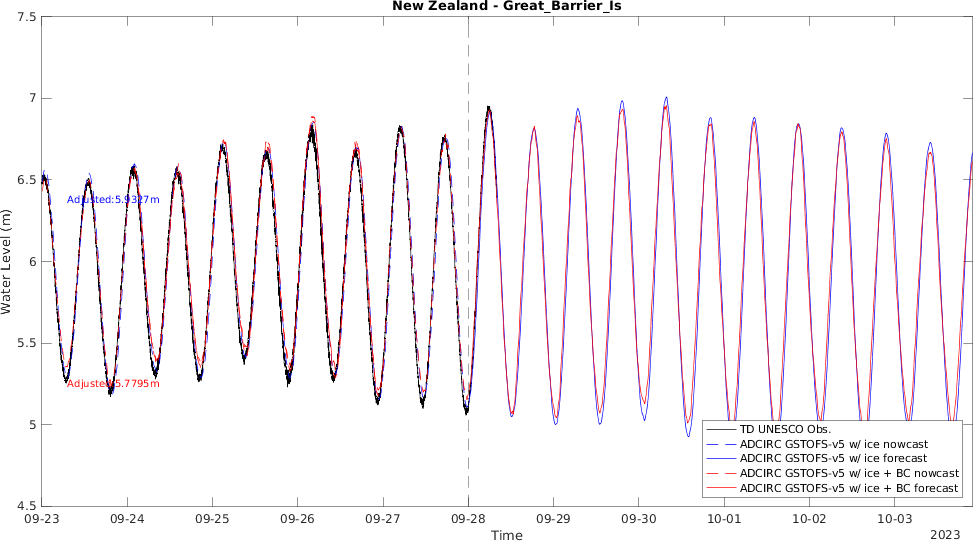 New Zealand - Great_Barrier_Is
7.5
7
6.5
6
5.5
5
4.5
Water Level (m)
Adjusted:5.9327m
Adjusted:5.7795m
TD UNESCO Obs.
ADCIRC GSTOFS-v5 w/ ice nowcast
ADCIRC GSTOFS-v5 w/ ice forecast
ADCIRC GSTOFS-v5 w/ ice + BC nowcast
ADCIRC GSTOFS-v5 w/ ice + BC forecast
09-23 09-24 09-25 09-26 09-27 09-28 09-29 09-30 10-01 10-02 10-03
Time
2023